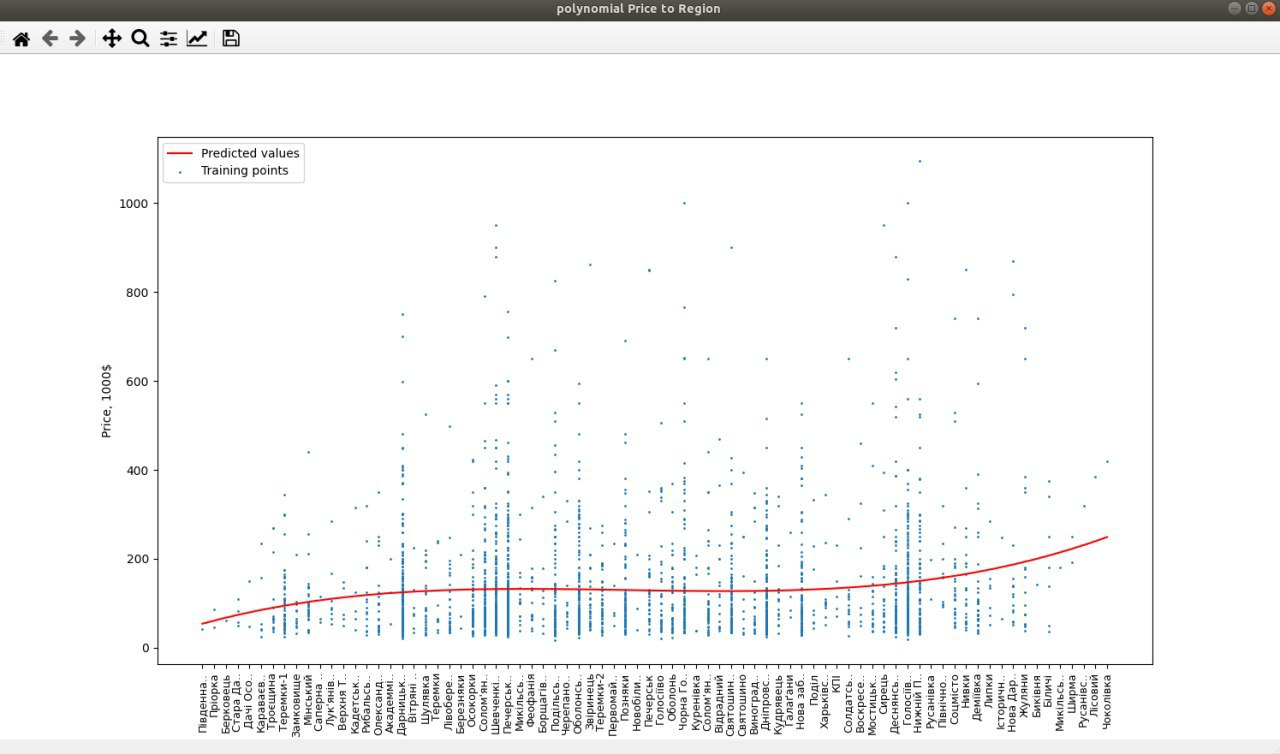 polynomial Price to Region
Predicted values
Training points
1000
800
600
400
200
0
Price, 1000$
Південна..
Пріорка
Берковець
Стара Да..
Дачі Осо..
Караваєв..
Троєщина
Теремки-1
Замковище
Мінський
Саперна ..
Лук'янів..
Верхня Т..
Кадетськ..
Рибальсь..
Олександ..
Академмі..
Дарницьк..
Вітряні ..
Шулявка
Теремки
Лівобере..
Березняки
Осокорки
Солом'ян..
Шевченкі..
Печерськ..
Микільсь..
Феофанія
Борщагів..
Подільсь..
Черепано..
Оболонсь..
Звіринець
Теремки-2
Первомай..
Позняки
Новобіли..
Печерськ
Голосієво
Оболонь
Чорна Го..
Куренівка
Солом'ян..
Відрадний
Святошин..
Святошино
Виноград..
Дніпровс..
Кудрявець
Галаґани
Нова заб..
Поділ
Харьківс..
КПІ
Солдатсь..
Воскресе..
Мостицьк..
Сирець
Деснянсь..
Голосіїв..
Нижній П..
Русанівка
Північно..
Соцмісто
Нивки
Деміївка
Липки
Історичн..
Нова Дар..
Жуляни
Биківня
Біличі
Микільсь..
Ширма
Русанівс..
Лісовий
Чоколівка